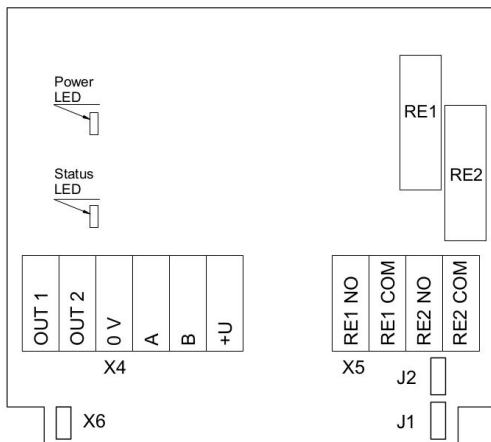 Power
LED
RE1
RE2
Status
LED
OUT 1
OUT 2
0 V
A
B
+U
RE1 NO
RE1 COM
RE2 NO
RE2 COM
X4
X5
J2
X6
J1